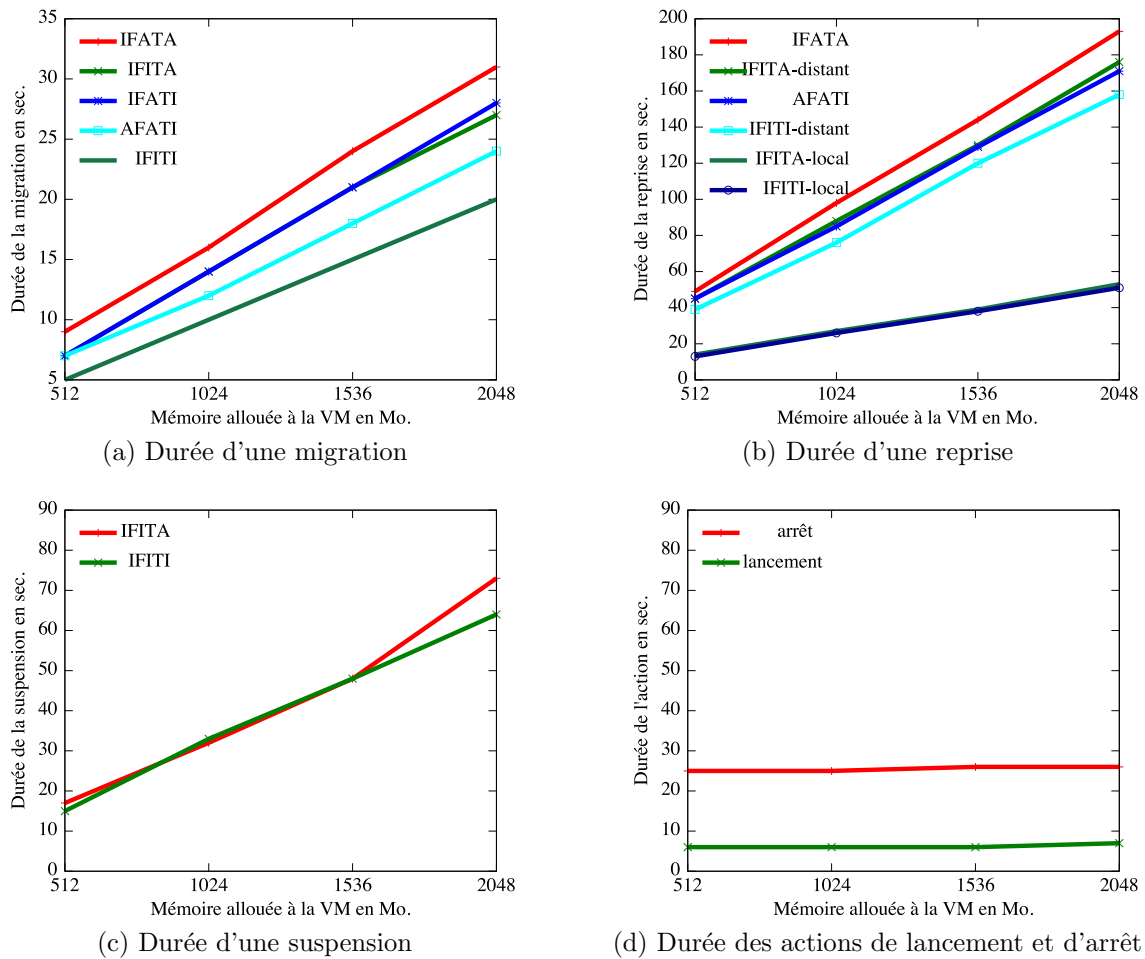 35
30
25
20
15
10
5
512
1024
1536
2048
Durée de la migration en sec.
Mémoire allouée à la VM en Mo.
IFATA
IFITA
IFATI
AFATI
IFITI
(a) Durée d'une migration
200
180
160
140
120
100
80
60
40
20
0
512
1024
1536
2048
Durée de la reprise en sec.
Mémoire allouée à la VM en Mo.
IFATA
IFITA-distant
AFATI
IFITI-distant
IFITA-local
IFITI-local
(b) Durée d'une reprise
90
80
70
60
50
40
30
20
10
0
512
1024
1536
2048
Durée de la suspension en sec.
Mémoire allouée à la VM en Mo.
IFITA
IFITI
(c) Durée d'une suspension
90
80
70
60
50
40
30
20
10
0
512
1024
1536
2048
Durée de l'action en sec.
Mémoire allouée à la VM en Mo.
arrêt
lancement
(d) Durée des actions de lancement et d'arrêt